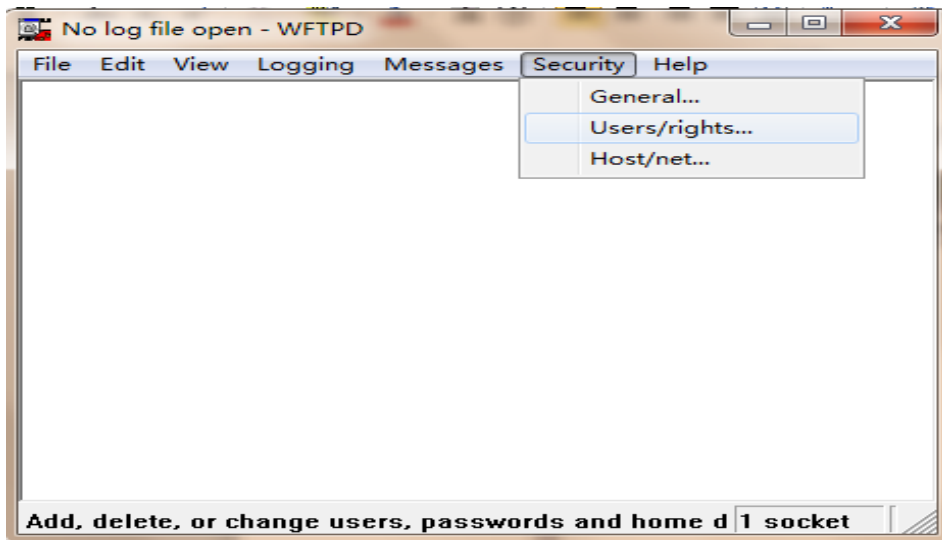 No log file open - WFTPD
File Edit View Logging Messages Security Help
General...
Users/rights...
Host/net...
Add, delete, or change users, passwords and home d 1 socket